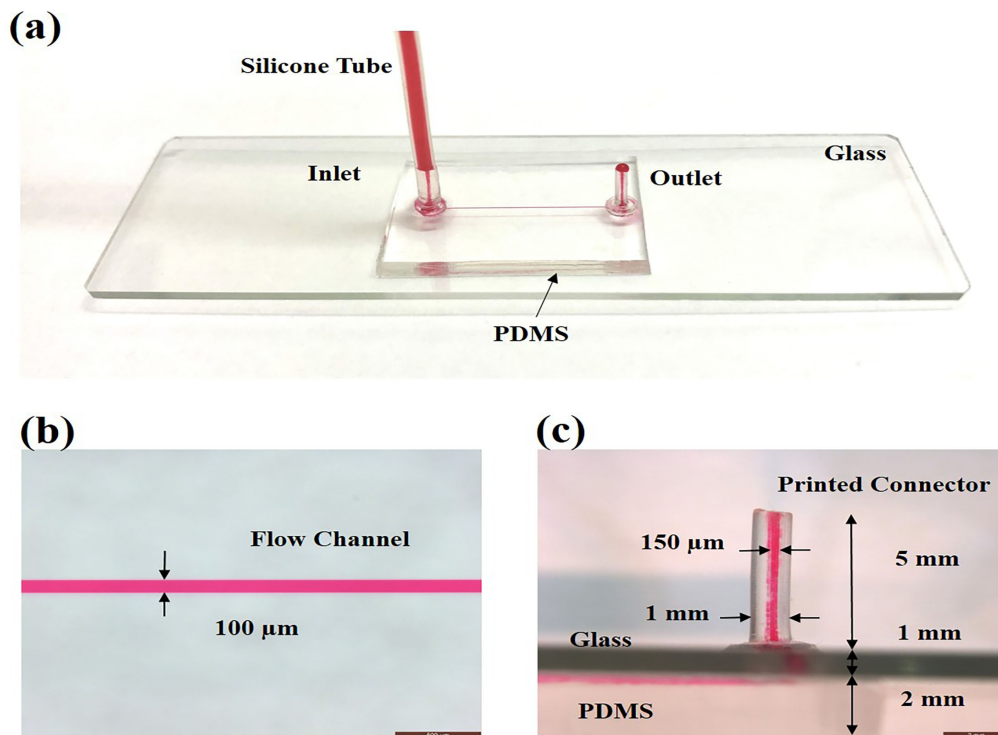 (a)
Silicone Tube
Glass
Inlet
Outlet
PDMS
(b)
(c)
Printed Connector
Flow Channel
150 µm
5 mm
100 µm
1 mm
1 mm
Glass
2 mm
PDMS